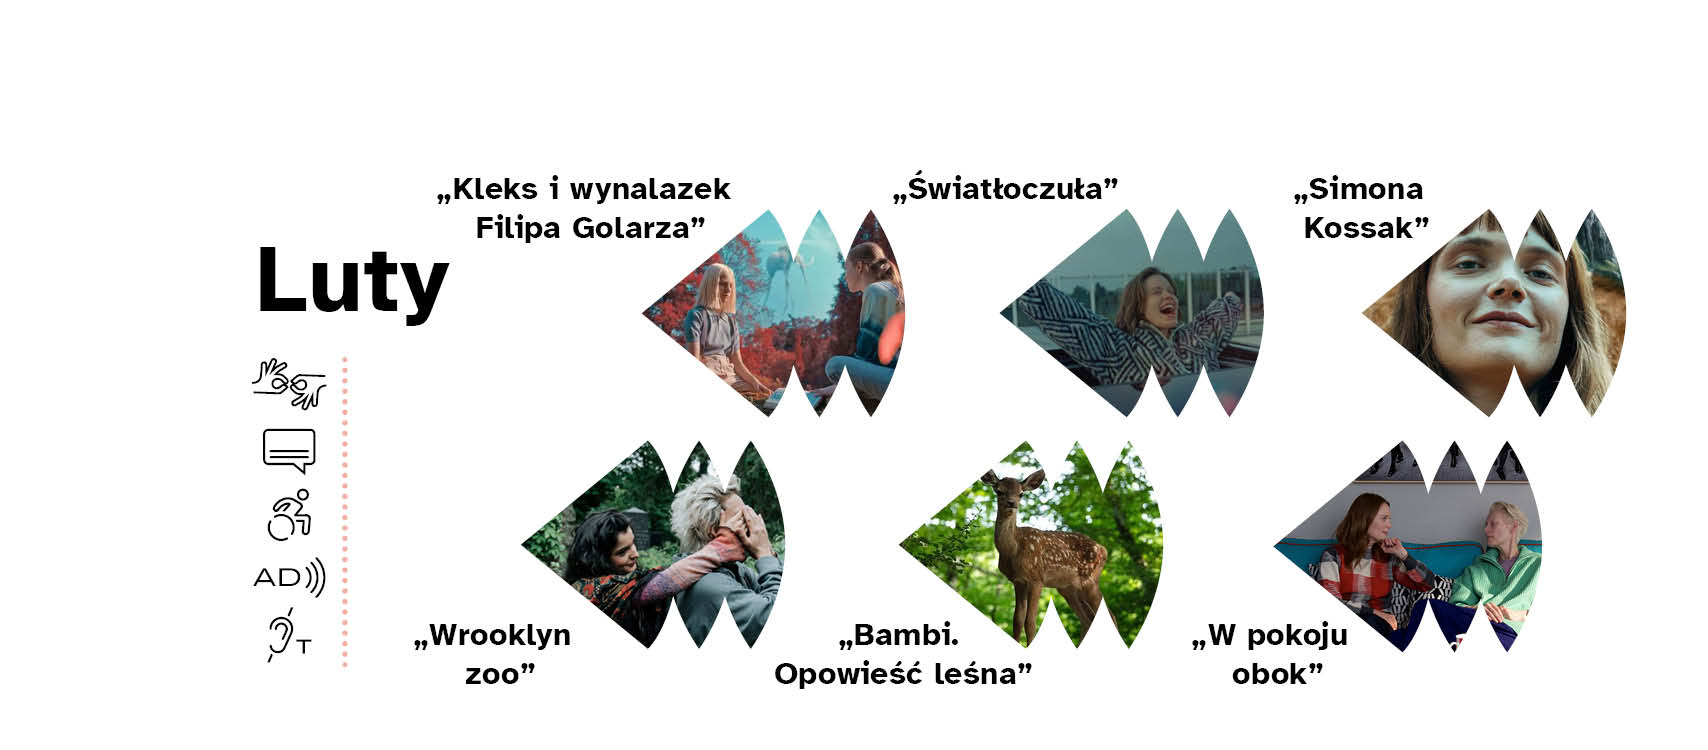 Luty
AD
T
„Kleks i wynalazek
Filipa Golarza”
„Światłoczuła”
„Simona
Kossak”
„Wrooklyn
zoo”
„Bambi.
Opowieść leśna”
„W pokoju
obok”